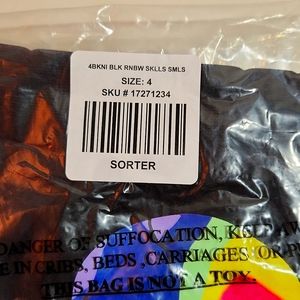 4BKNI BLK RNBW SKLLS SMLS
SIZE: 4
SKU # 17271234
SORTER
DANGER OF SUFFOCATION, KEEP
IN CRIBS, BEDS ,CARRIAGES OR
THIS BAG IS NOT A TOY.